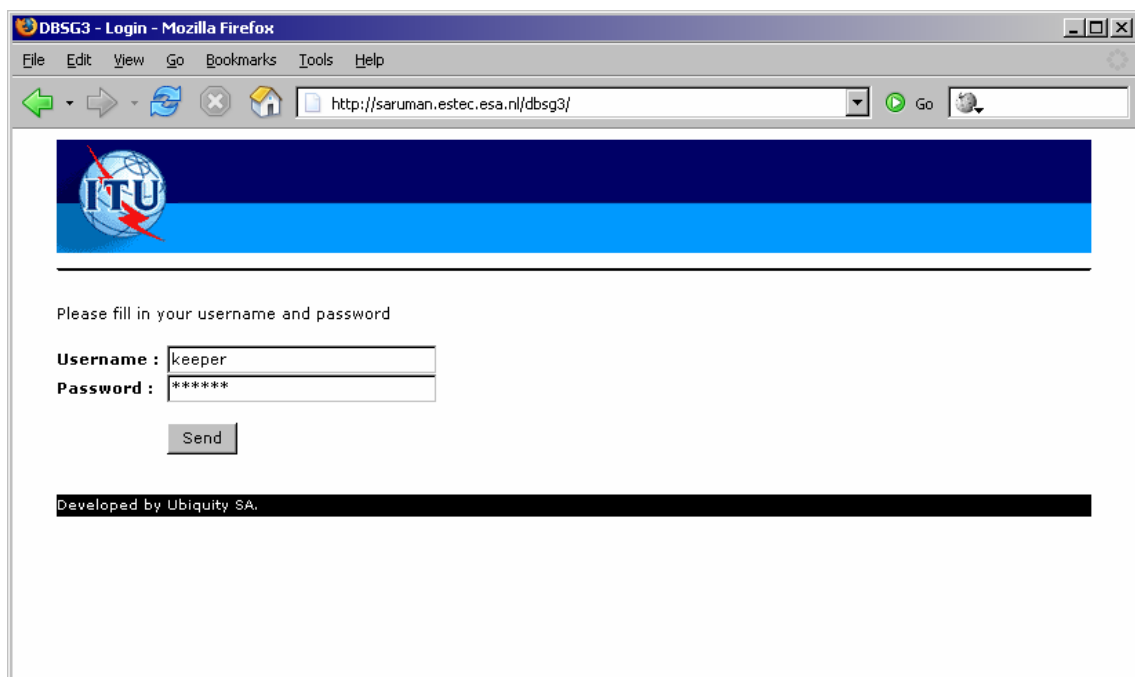 DBSG3 - Login - Mozilla Firefox
File Edit View Go Bookmarks Tools Help
http://saruman.estec.esa.nl/dbsg3/ Go
ITU
Please fill in your username and password
Username : keeper
Password : ******
Send
Developed by Ubiquity SA.